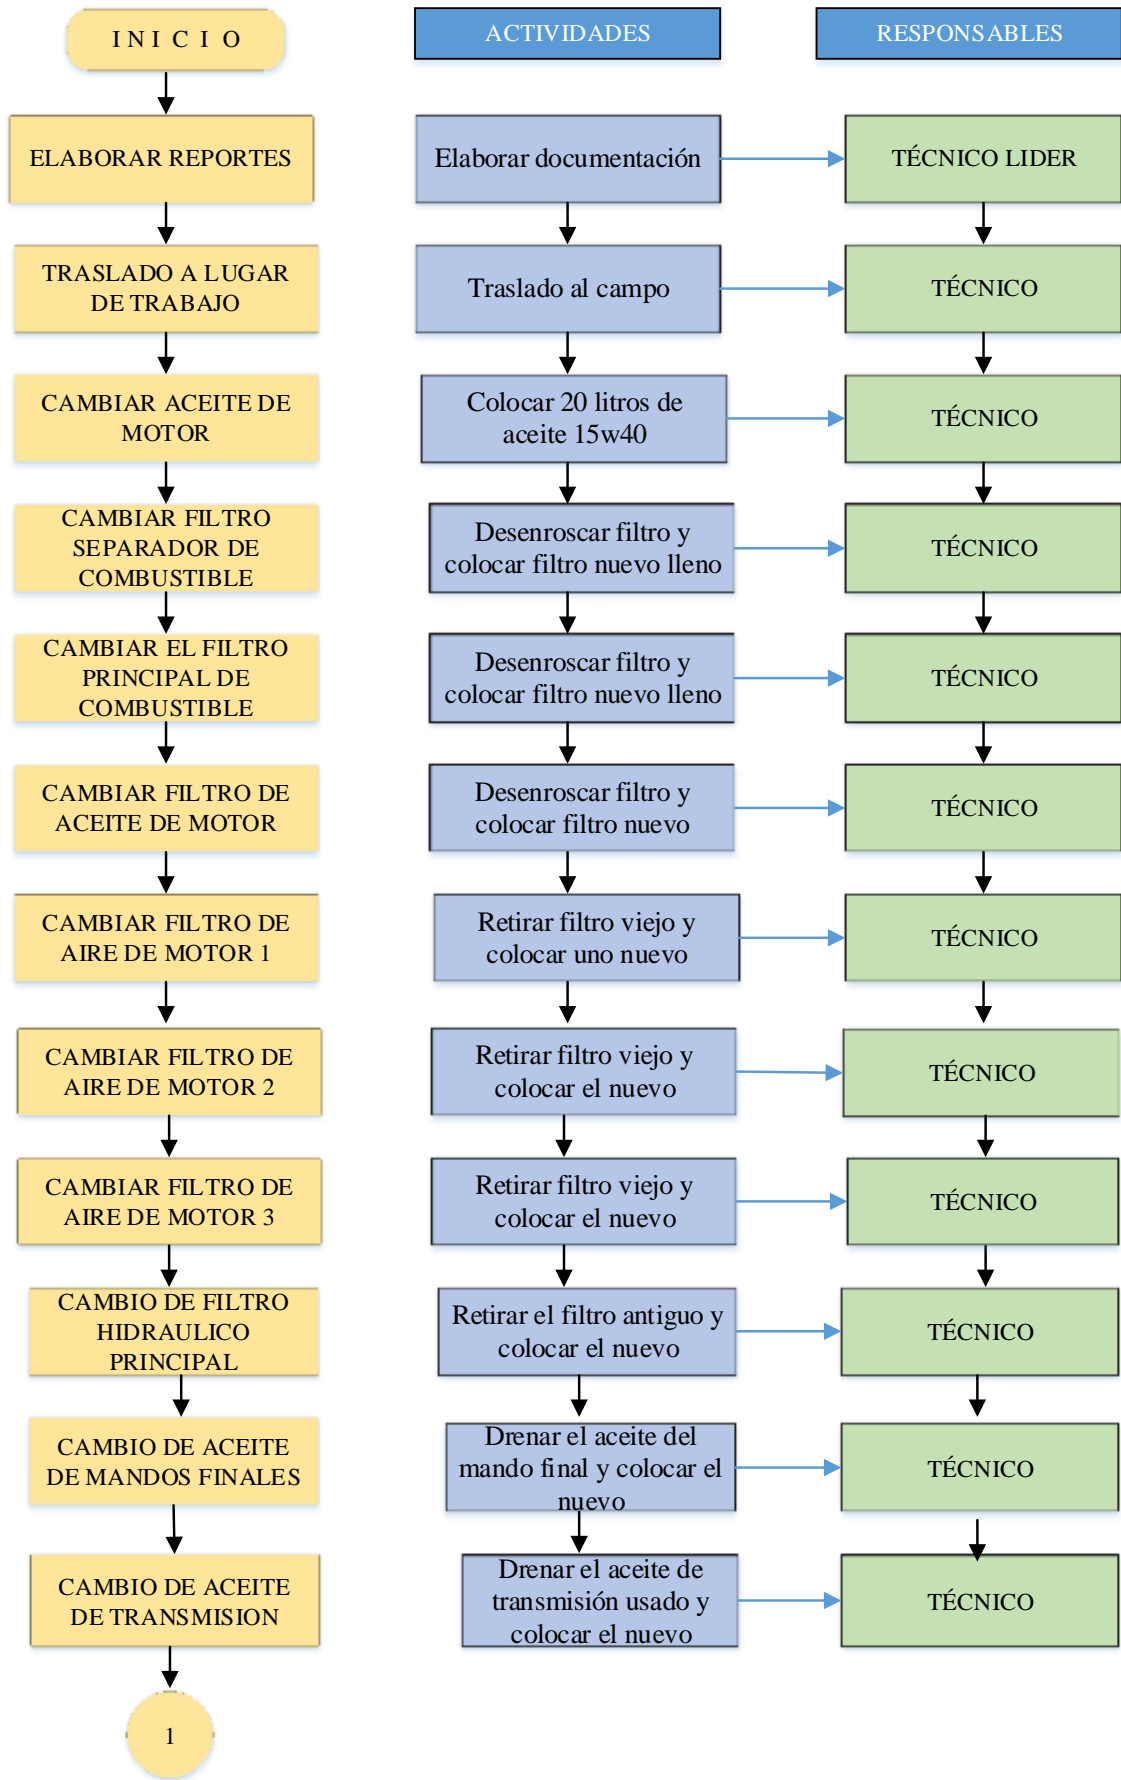 I N I C I O
ACTIVIDADES
RESPONSABLES
ELABORAR REPORTES
Elaborar documentación
TÉCNICO LIDER
TRASLADO A LUGAR
DE TRABAJO
Traslado al campo
TÉCNICO
CAMBIAR ACEITE DE
MOTOR
Colocar 20 litros de
aceite 15w40
TÉCNICO
CAMBIAR FILTRO
SEPARADOR DE
COMBUSTIBLE
Desenroscar filtro y
colocar filtro nuevo lleno
TÉCNICO
CAMBIAR EL FILTRO
PRINCIPAL DE
COMBUSTIBLE
Desenroscar filtro y
colocar filtro nuevo lleno
TÉCNICO
CAMBIAR FILTRO DE
ACEITE DE MOTOR
Desenroscar filtro y
colocar filtro nuevo
TÉCNICO
CAMBIAR FILTRO DE
AIRE DE MOTOR 1
Retirar filtro viejo y
colocar uno nuevo
TÉCNICO
CAMBIAR FILTRO DE
AIRE DE MOTOR 2
Retirar filtro viejo y
colocar el nuevo
TÉCNICO
CAMBIAR FILTRO DE
AIRE DE MOTOR 3
Retirar filtro viejo y
colocar el nuevo
TÉCNICO
CAMBIO DE FILTRO
HIDRAULICO
PRINCIPAL
Retirar el filtro antiguo y
colocar el nuevo
TÉCNICO
CAMBIO DE ACEITE
DE MANDOS FINALES
Drenar el aceite del
mando final y colocar el
nuevo
TÉCNICO
CAMBIO DE ACEITE
DE TRANSMISION
Drenar el aceite de
transmisión usado y
colocar el nuevo
TÉCNICO
1